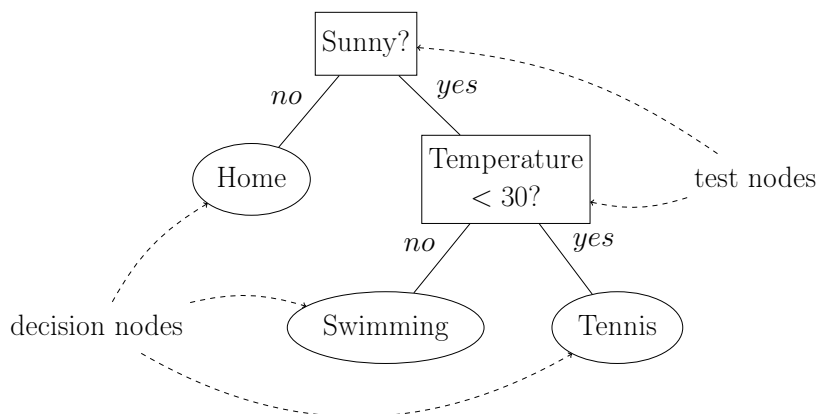 Sunny?
no
yes
Home
Temperature
< 30?
test nodes
no
yes
decision nodes
Swimming
Tennis